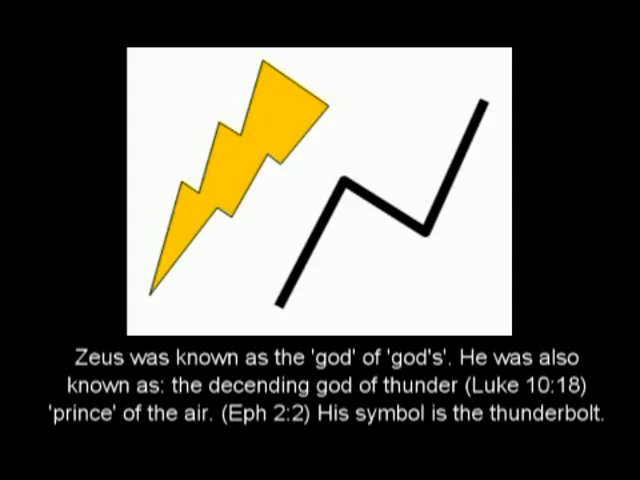 Zeus was known as the 'god' of 'god's'. He was also
known as: the decending god of thunder (Luke 10:18)
'prince' of the air. (Eph 2:2) His symbol is the thunderbolt.